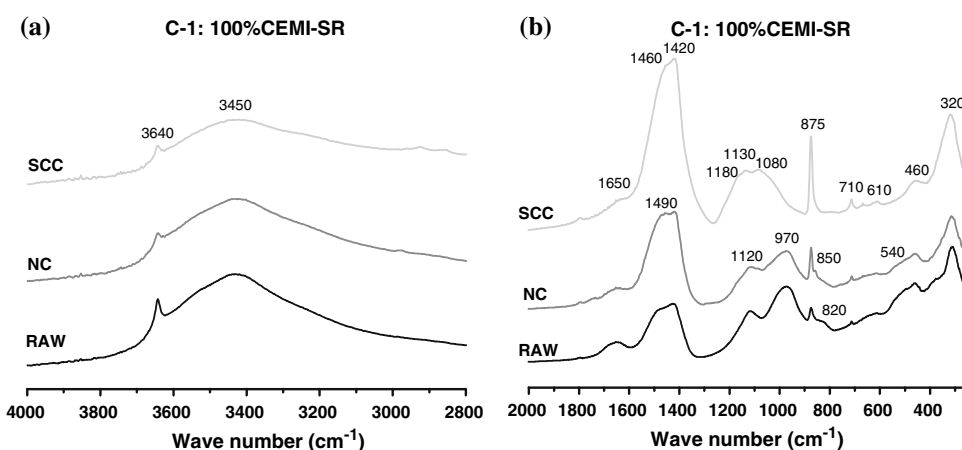 (a)
C-1: 100%CEMI-SR
3450
3640
SCC
NC
RAW
4000 3800 3600 3400 3200 3000 2800
Wave number (cm-1)
(b)
C-1: 100%CEMI-SR
1460 1420
320
875
1130
1180 1080
1650
710 610 460
SCC
1490
970
1120 850 540
NC
820
RAW
2000 1800 1600 1400 1200 1000 800 600 400
Wave number (cm-1)